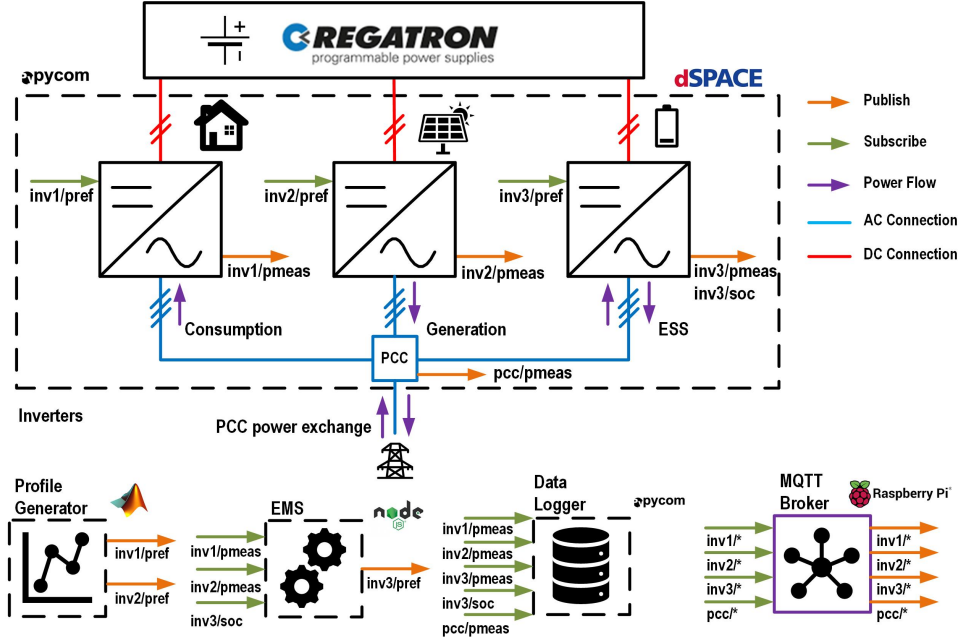 REGATRON
programmable power supplies
pycom
dSPACE
Publish
Subscribe
Power Flow
AC Connection
DC Connection
inv1/pref
inv2/pref
inv3/pref
inv1/pmeas
inv2/pmeas
inv3/pmeas
inv3/soc
Consumption
Generation
ESS
PCC
pcc/pmeas
Inverters
PCC power exchange
Profile
Generator
inv1/pref
inv2/pref
EMS
node
JS
inv1/pmeas
inv2/pmeas
inv3/soc
inv3/pref
Data
Logger
pycom
inv1/pmeas
inv2/pmeas
inv3/pmeas
inv3/soc
pcc/pmeas
MQTT
Broker
Raspberry Pi
inv1/*
inv2/*
inv3/*
pcc/*
inv1/*
inv2/*
inv3/*
pcc/*